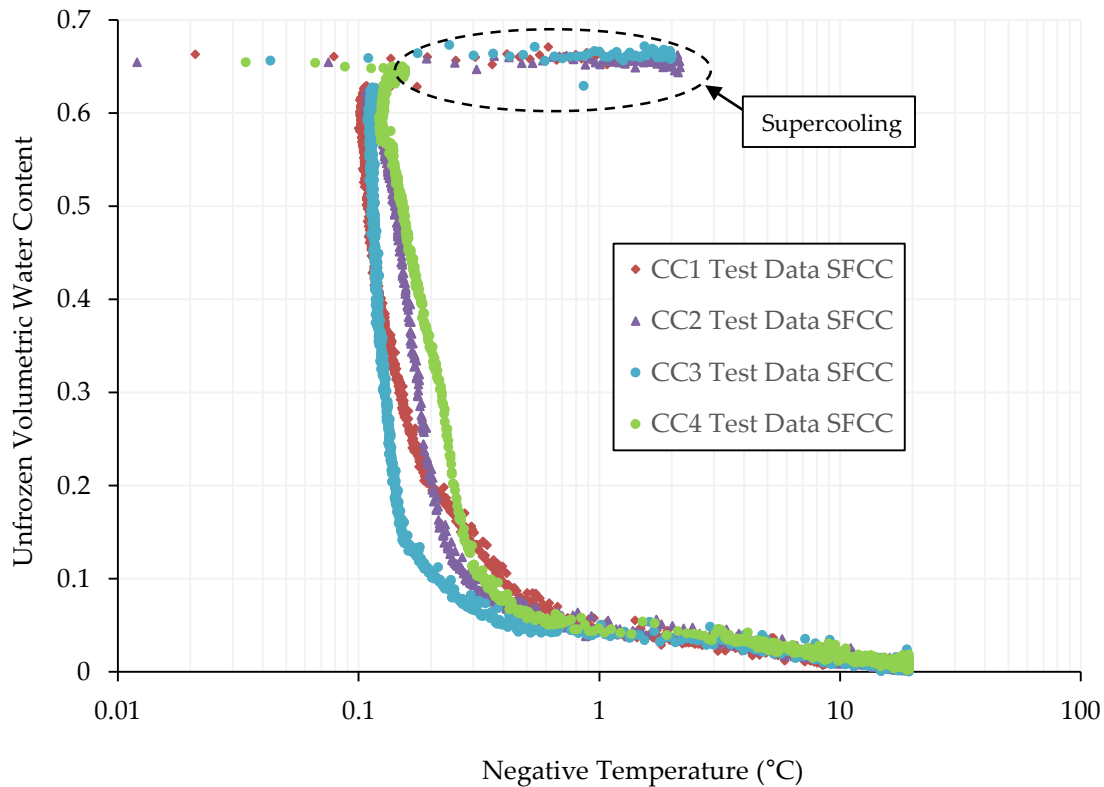 0.7
0.6
0.5
0.4
0.3
0.2
0.1
0
Unfrozen Volumetric Water Content
Supercooling
CC1 Test Data SFCC
CC2 Test Data SFCC
CC3 Test Data SFCC
CC4 Test Data SFCC
0.01 0.1 1 10 100
Negative Temperature (°C)